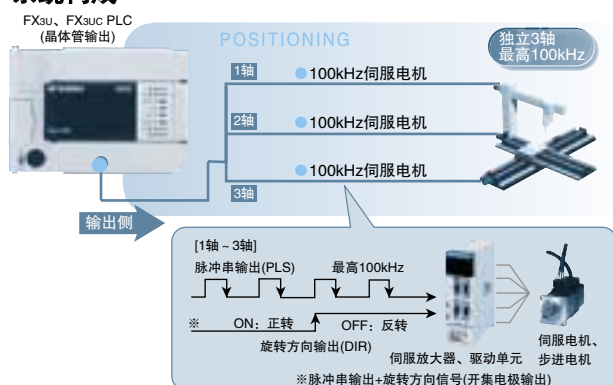 FX3U、FX3UC PLC
(晶体管输出)
POSITIONING
独立3轴
最高100kHz
1轴
100kHz伺服电机
2轴
100kHz伺服电机
100kHz伺服电机
3轴
输出侧
[1轴 ~ 3轴]
脉冲串输出(PLS)
最高100kHz
※ ON：正转
OFF：反转
旋转方向输出(DIR)
伺服放大器、驱动单元
伺服电机、
步进电机
※脉冲串输出+旋转方向信号(开集电极输出)